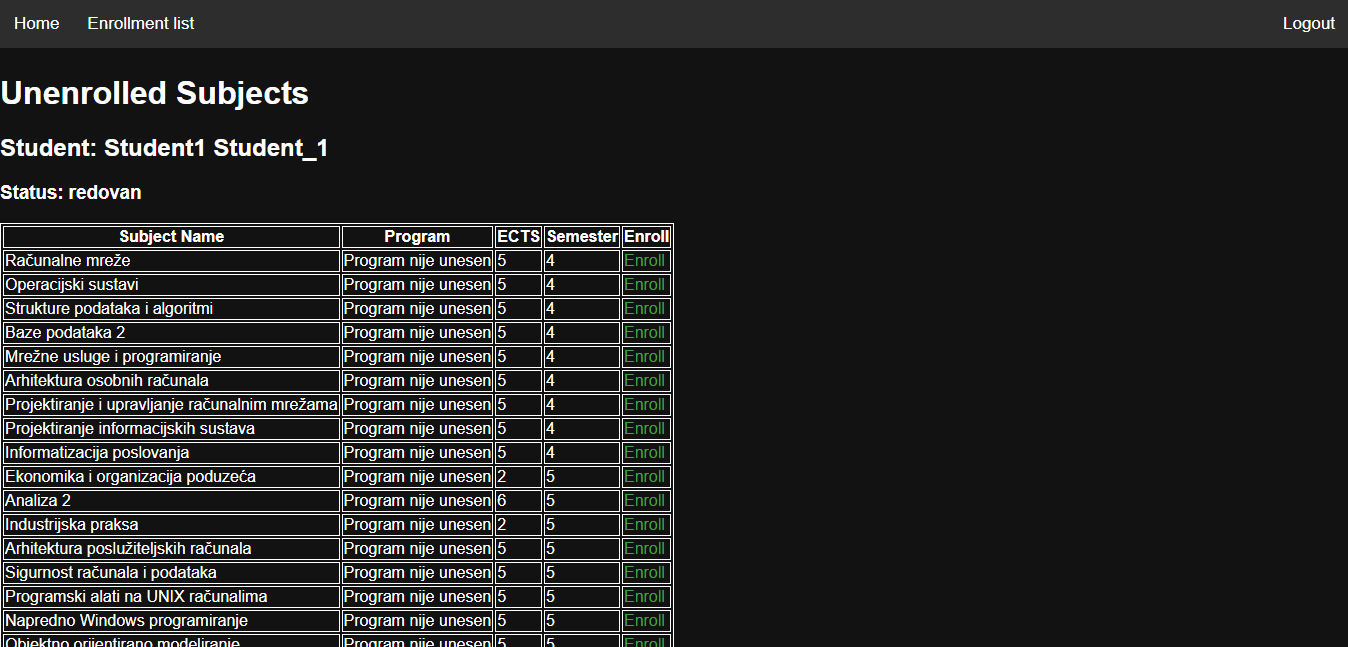 Home Enrollment list Logout
Unenrolled Subjects
Student: Student1 Student_1
Status: redovan
Subject Name Program ECTS Semester Enroll
Računalne mreže Program nije unesen 5 4 Enroll
Operacijski sustavi Program nije unesen 5 4 Enroll
Strukture podataka i algoritmi Program nije unesen 5 4 Enroll
Baze podataka 2 Program nije unesen 5 4 Enroll
Mrežne usluge i programiranje Program nije unesen 5 4 Enroll
Arhitektura osobnih računala Program nije unesen 5 4 Enroll
Projektiranje i upravljanje računalnim mrežama Program nije unesen 5 4 Enroll
Projektiranje informacijskih sustava Program nije unesen 5 4 Enroll
Informatizacija poslovanja Program nije unesen 5 4 Enroll
Ekonomika i organizacija poduzeća Program nije unesen 2 5 Enroll
Analiza 2 Program nije unesen 6 5 Enroll
Industrijska praksa Program nije unesen 2 5 Enroll
Arhitektura poslužiteljskih računala Program nije unesen 5 5 Enroll
Sigurnost računala i podataka Program nije unesen 5 5 Enroll
Programski alati na UNIX računalima Program nije unesen 5 5 Enroll
Napredno Windows programiranje Program nije unesen 5 5 Enroll
Objektno orijentirano modeliranje Program nije unesen 5 5 Enroll